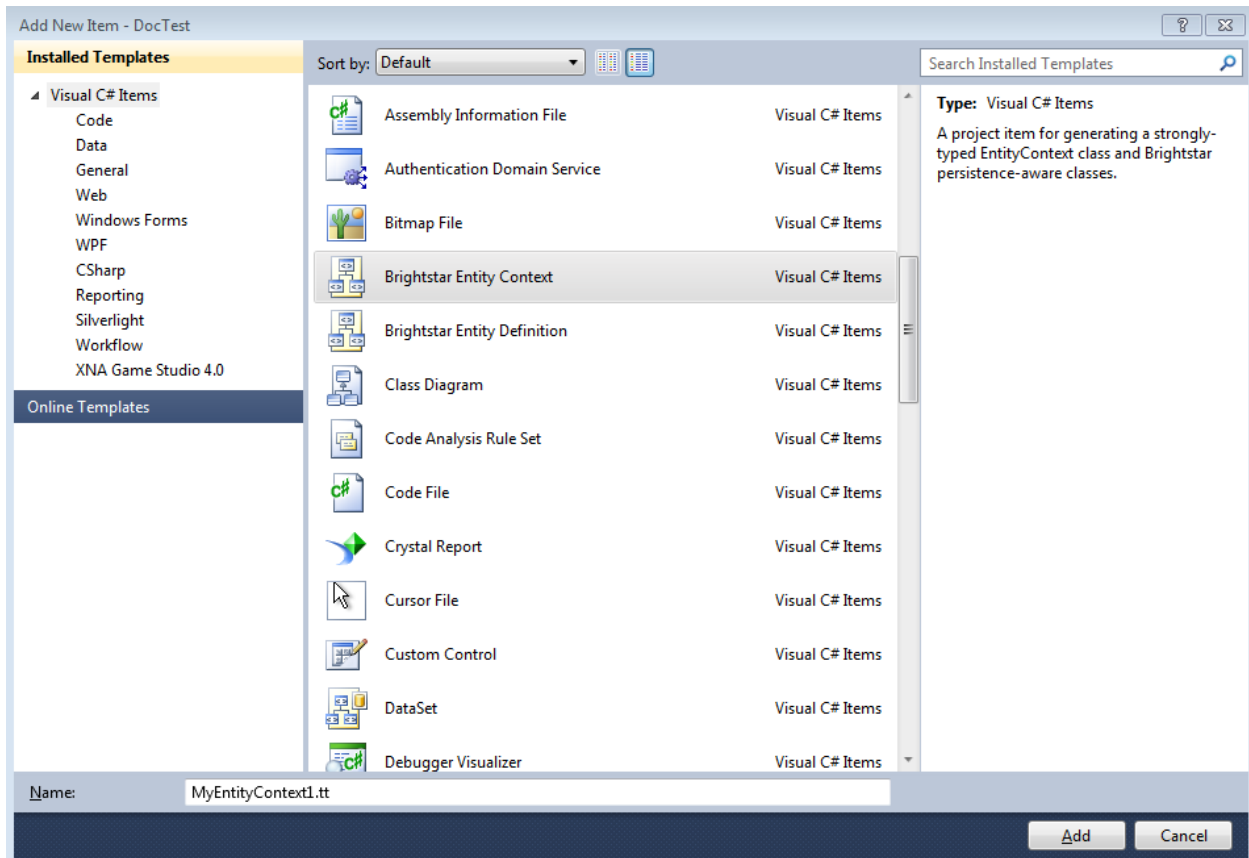 Add New Item - DocTest
Installed Templates
Sort by: Default
Search Installed Templates
Visual C# Items
Code
Data
General
Web
Windows Forms
WPF
CSharp
Reporting
Silverlight
Workflow
XNA Game Studio 4.0
Online Templates
Assembly Information File Visual C# Items
Authentication Domain Service Visual C# Items
Bitmap File Visual C# Items
Brightstar Entity Context Visual C# Items
Brightstar Entity Definition Visual C# Items
Class Diagram Visual C# Items
Code Analysis Rule Set Visual C# Items
Code File Visual C# Items
Crystal Report Visual C# Items
Cursor File Visual C# Items
Custom Control Visual C# Items
DataSet Visual C# Items
Debugger Visualizer Visual C# Items
Type: Visual C# Items
A project item for generating a strongly-
typed EntityContext class and Brightstar
persistence-aware classes.
Name: MyEntityContext1.tt
Add Cancel